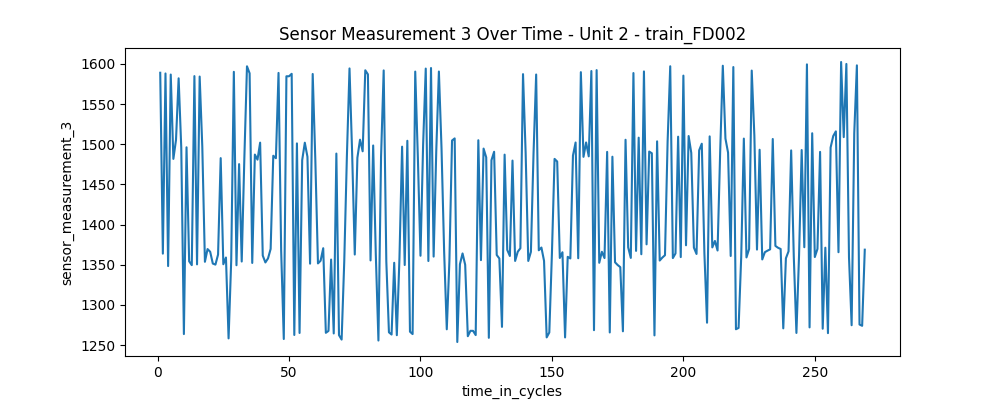 Sensor Measurement 3 Over Time - Unit 2 - train_FD002
1600
1550
1500
1450
1400
1350
1300
1250
sensor_measurement_3
0 50 100 150 200 250
time_in_cycles